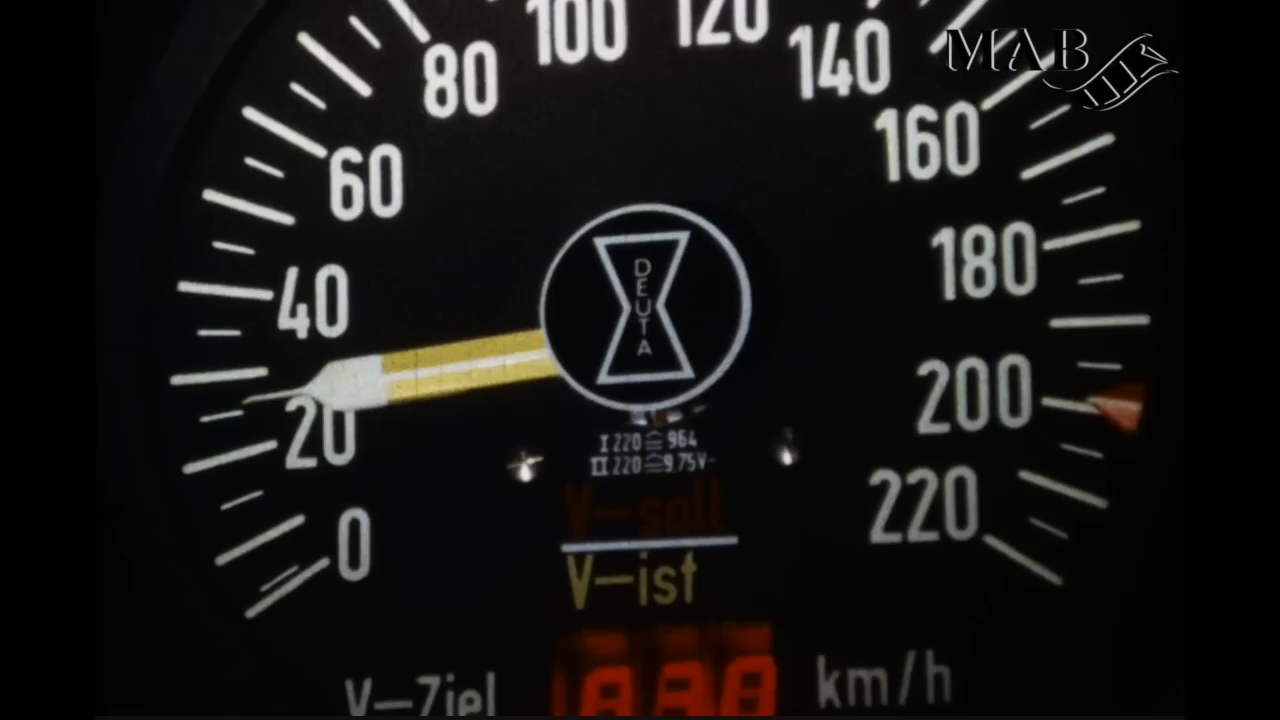 100 120
80 140
MAB
60 160
40 180
DEUTA
20 200
I 220 ≙ 964
II 220 ≙ 9.75V-
V-soll
V-ist
0 220
V-Ziel km/h